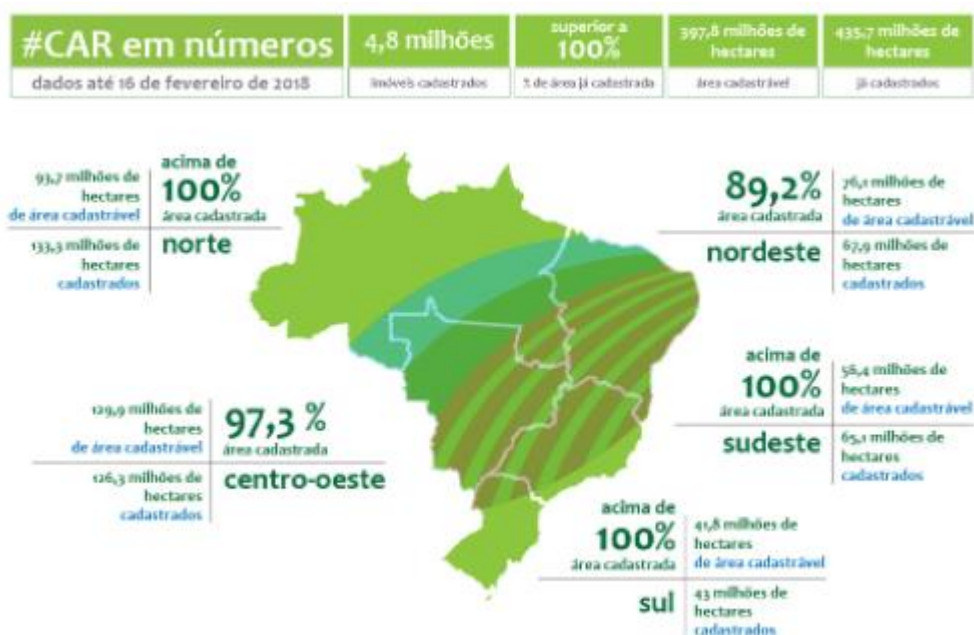 #CAR em números
dados até 16 de fevereiro de 2018
4,8 milhões
imóveis cadastrados
superior a
100%
% de área já cadastrada
397,8 milhões de
hectares
área cadastrável
435,7 milhões de
hectares
já cadastrados
93,7 milhões de
hectares
de área cadastrável
133,3 milhões de
hectares
cadastrados
acima de
100%
área cadastrada
norte
89,2%
área cadastrada
nordeste
76,1 milhões de
hectares
de área cadastrável
67,9 milhões de
hectares
cadastrados
129,9 milhões de
hectares
de área cadastrável
126,3 milhões de
hectares
cadastrados
97,3 %
área cadastrada
centro-oeste
acima de
100%
área cadastrada
sudeste
56,4 milhões de
hectares
de área cadastrável
65,1 milhões de
hectares
cadastrados
acima de
100%
área cadastrada
sul
41,8 milhões de
hectares
de área cadastrável
43 milhões de
hectares
cadastrados